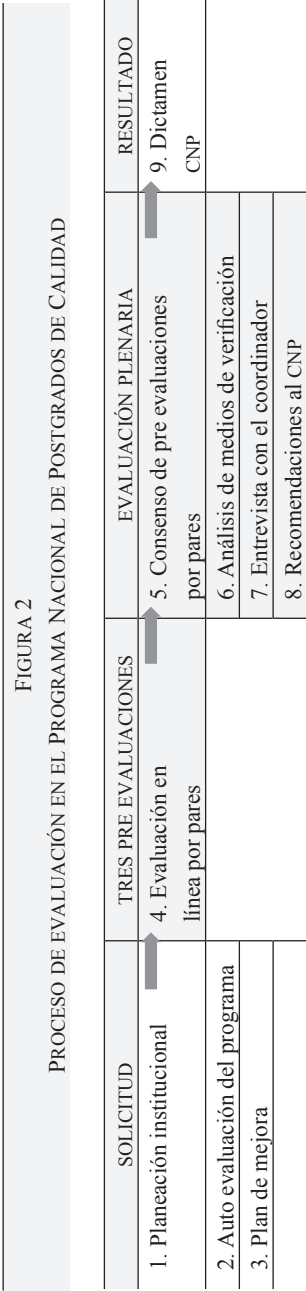 FIGURA 2
PROCESO DE EVALUACIÓN EN EL PROGRAMA NACIONAL DE POSTGRADOS DE CALIDAD
SOLICITUD
TRES PRE EVALUACIONES
EVALUACIÓN PLENARIA
RESULTADO
1. Planeación institucional
4. Evaluación en
línea por pares
5. Consenso de pre evaluaciones
por pares
9. Dictamen
CNP
2. Auto evaluación del programa
6. Análisis de medios de verificación
3. Plan de mejora
7. Entrevista con el coordinador
8. Recomendaciones al CNP